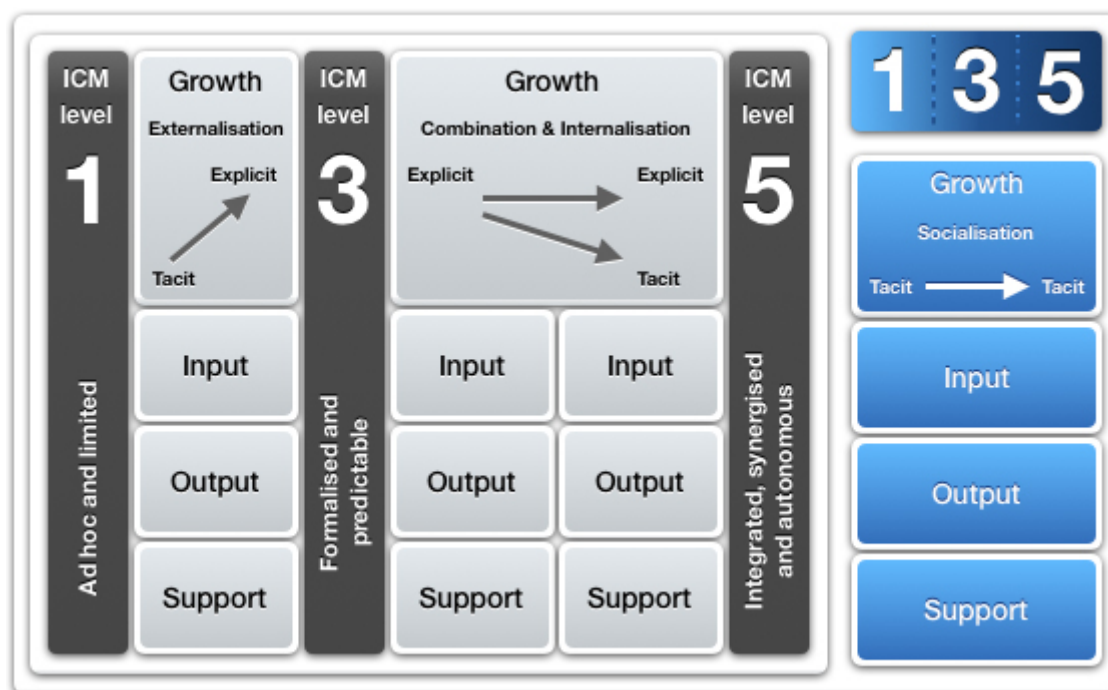 ICM
level
1
Ad hoc and limited
Growth
Externalisation
Explicit
Tacit
Input
Output
Support
ICM
level
3
Formalised and
predictable
Growth
Combination & Internalisation
Explicit
Explicit
Tacit
Input
Input
Output
Output
Support
Support
ICM
level
5
Integrated, synergised
and autonomous
1 3 5
Growth
Socialisation
Tacit
Tacit
Input
Output
Support